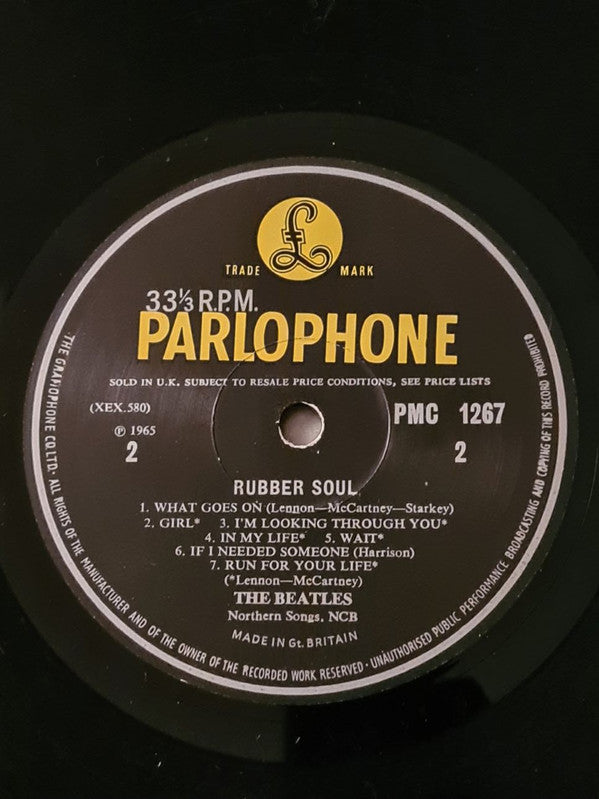 £
TRADE MARK
33⅓ R.P.M.
PARLOPHONE
SOLD IN U.K. SUBJECT TO RESALE PRICE CONDITIONS, SEE PRICE LISTS
(XEX.580)
PMC 1267
℗ 1965
2
2
RUBBER SOUL
1. WHAT GOES ON (Lennon—McCartney—Starkey)
2. GIRL* 3. I'M LOOKING THROUGH YOU*
4. IN MY LIFE* 5. WAIT*
6. IF I NEEDED SOMEONE (Harrison)
7. RUN FOR YOUR LIFE*
(*Lennon—McCartney)
THE BEATLES
Northern Songs, NCB
MADE IN Gt. BRITAIN
THE GRAMOPHONE CO. LTD. ALL RIGHTS OF THE MANUFACTURER AND OF THE OWNER OF THE RECORDED WORK RESERVED · UNAUTHORISED PUBLIC PERFORMANCE BROADCASTING AND COPYING OF THIS RECORD PROHIBITED